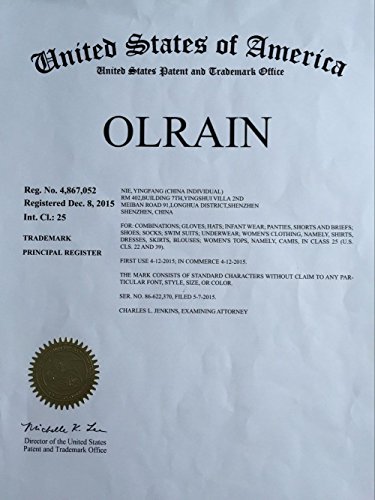 United States of America
United States Patent and Trademark Office
OLRAIN
Reg. No. 4,867,052
Registered Dec. 8, 2015
Int. Cl.: 25
TRADEMARK
PRINCIPAL REGISTER
NIE, YINGFANG (CHINA INDIVIDUAL)
RM 402,BUILDING 7TH,YINGSHUI VILLA 2ND
MEIBAN ROAD 91,LONGHUA DISTRICT,SHENZHEN
SHENZHEN, CHINA
FOR: COMBINATIONS; GLOVES; HATS; INFANT WEAR; PANTIES, SHORTS AND BRIEFS;
SHOES; SOCKS; SWIM SUITS; UNDERWEAR; WOMEN'S CLOTHING, NAMELY, SHIRTS,
DRESSES, SKIRTS, BLOUSES; WOMEN'S TOPS, NAMELY, CAMIS, IN CLASS 25 (U.S.
CLS. 22 AND 39).
FIRST USE 4-12-2015; IN COMMERCE 4-12-2015.
THE MARK CONSISTS OF STANDARD CHARACTERS WITHOUT CLAIM TO ANY PAR-
TICULAR FONT, STYLE, SIZE, OR COLOR.
SER. NO. 86-622,370, FILED 5-7-2015.
CHARLES L. JENKINS, EXAMINING ATTORNEY
Michelle K. Lee
Director of the United States
Patent and Trademark Office